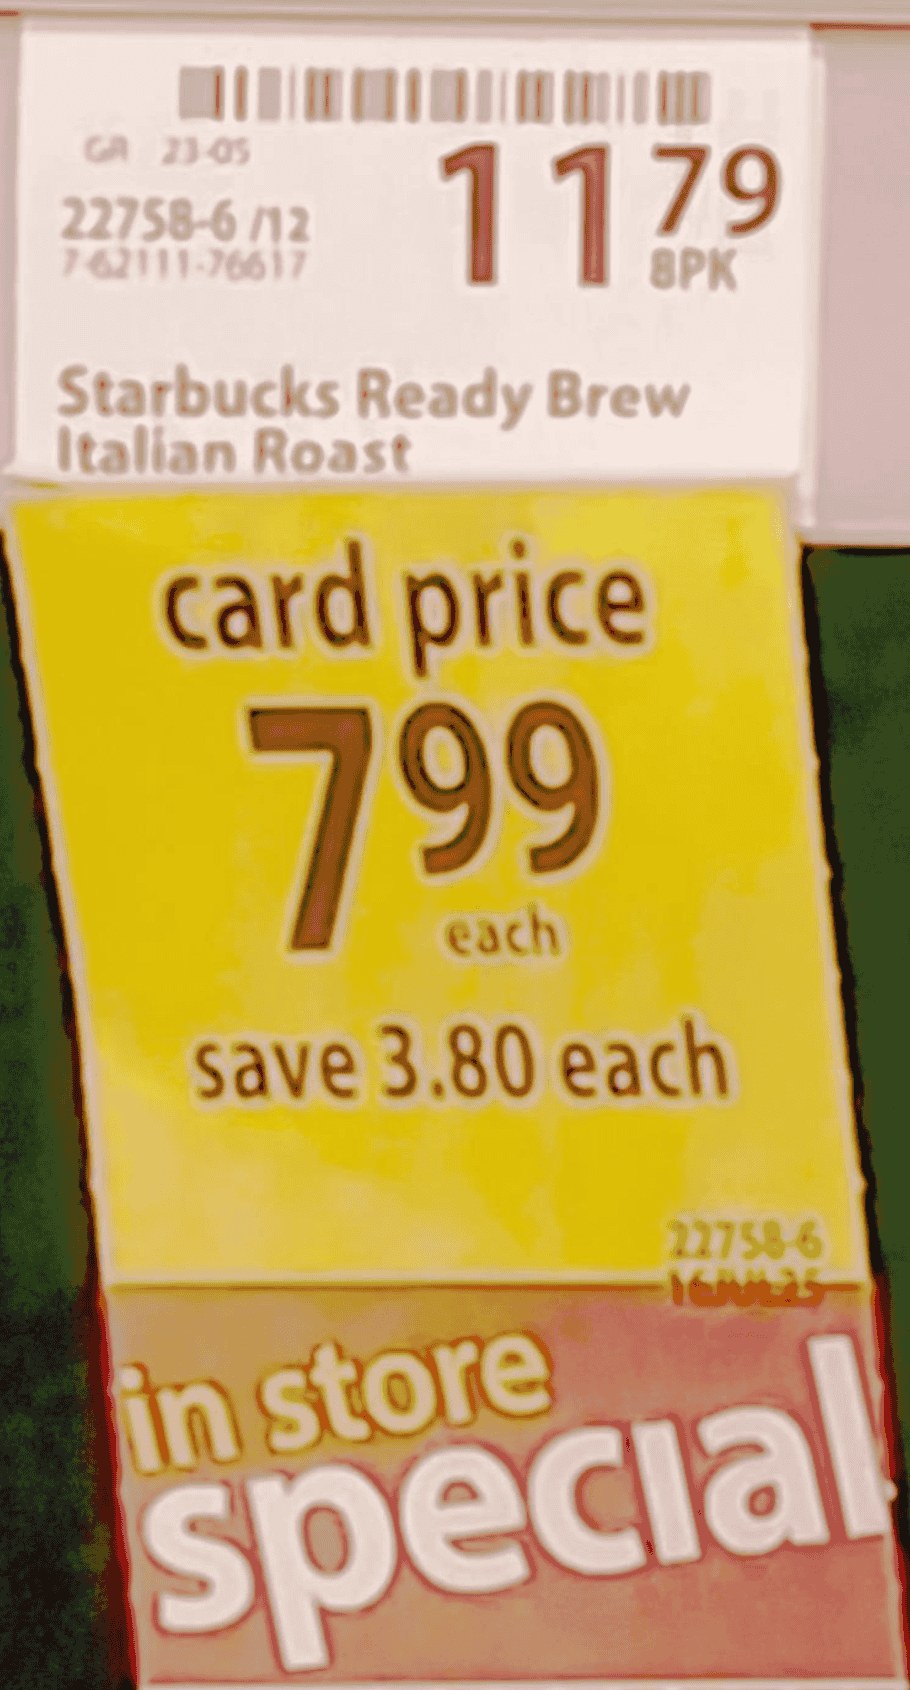 GR 23-05
22758-6 /12
7-62111-76617
11 79
8PK
Starbucks Ready Brew
Italian Roast
card price
7 99
each
save 3.80 each
22758-6
in store
special